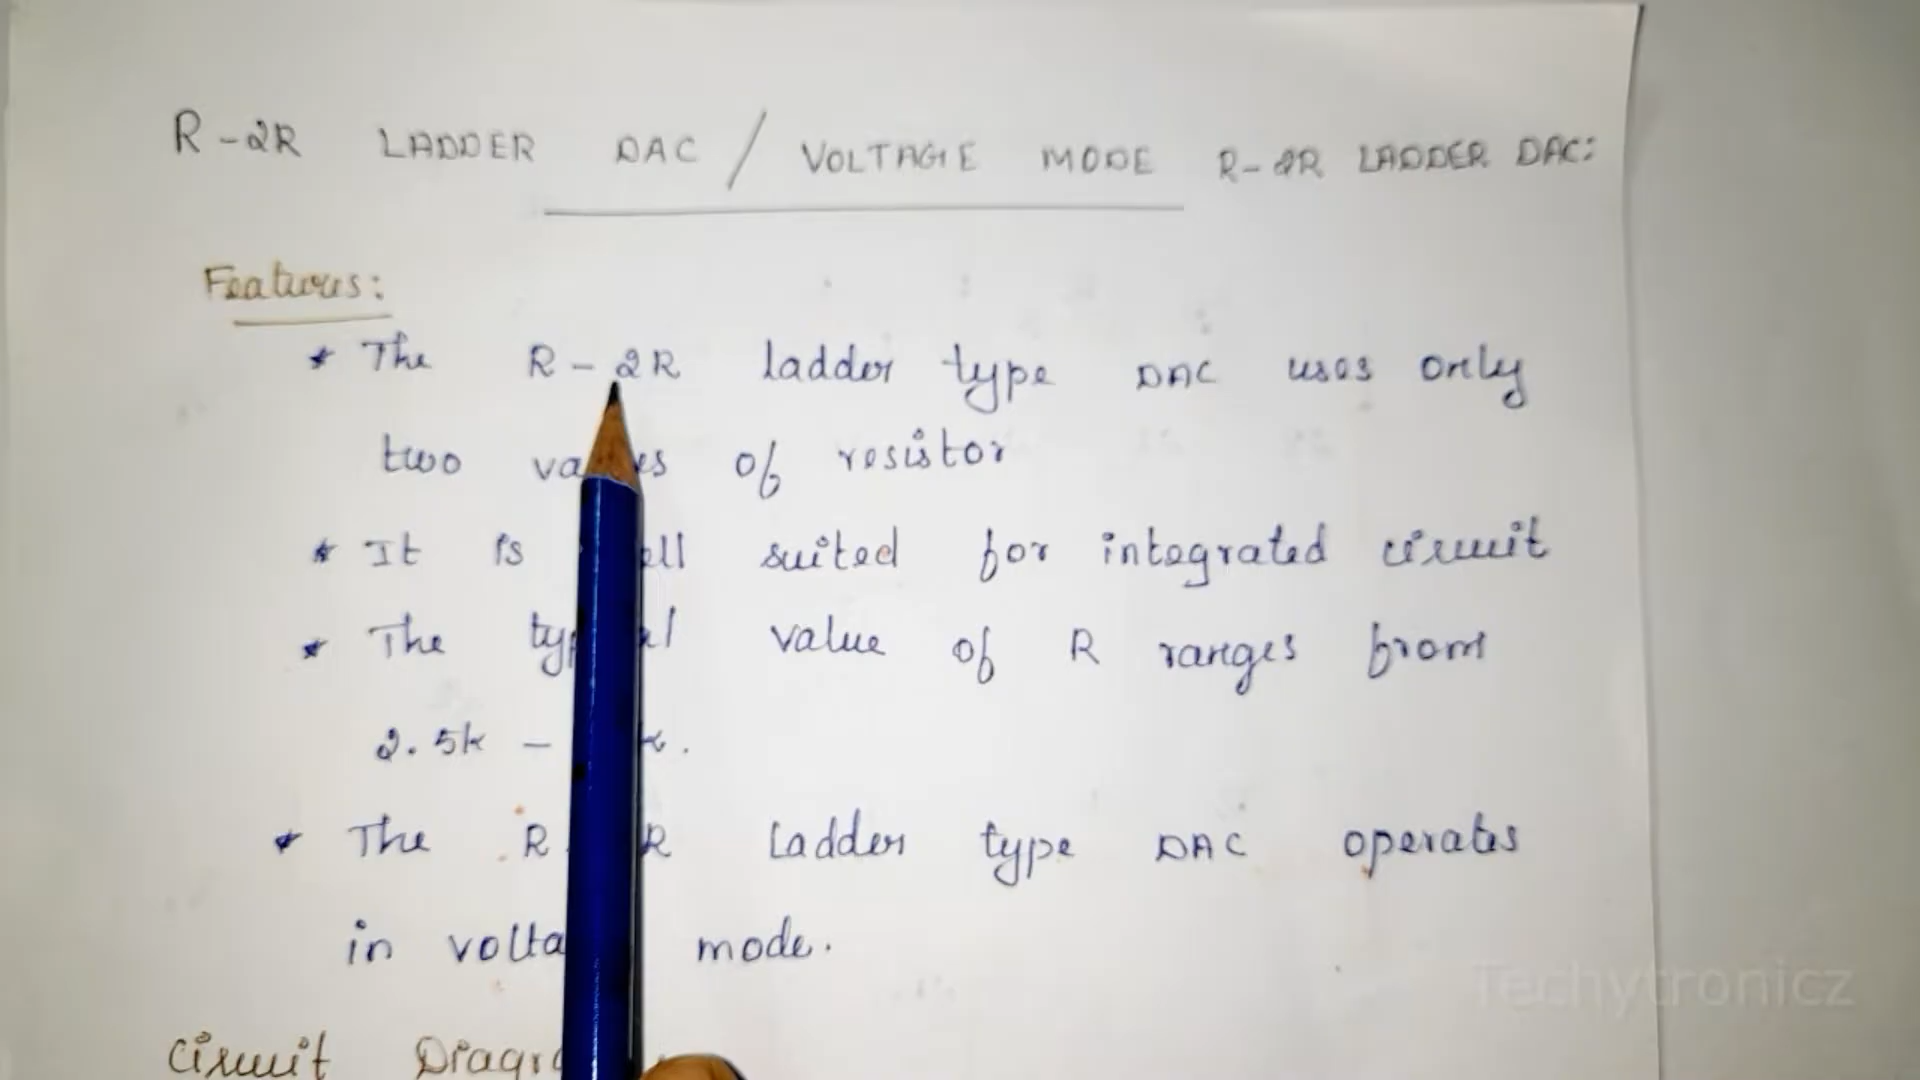 R-2R LADDER DAC / VOLTAGE MODE R-2R LADDER DAC:
Features:
* The R-2R ladder type DAC uses only
two of resistor
* It is suited for integrated circuit
* The value of R ranges from
2.5k -
* The Ladder type DAC operates
in mode.
Circuit
Techytronicz